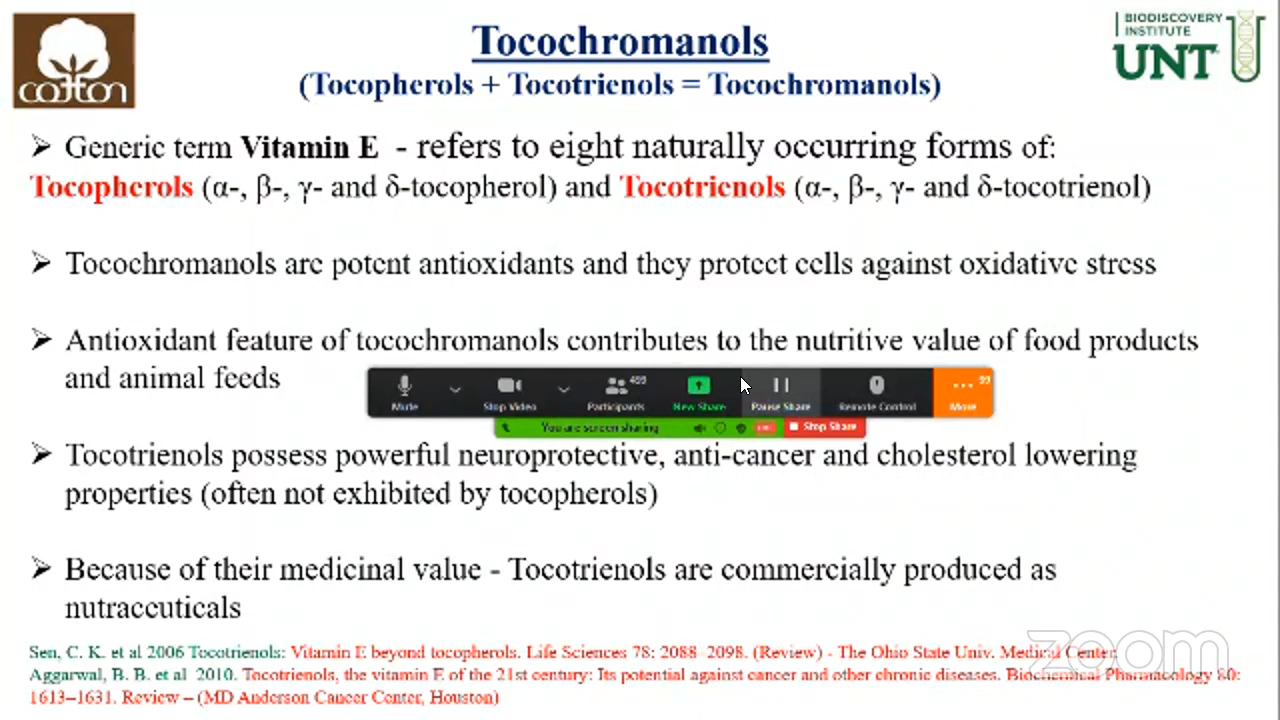 Tocochromanols
(Tocopherols + Tocotrienols = Tocochromanols)
cotton
BIODISCOVERY
INSTITUTE
UNT
➢ Generic term Vitamin E - refers to eight naturally occurring forms of:
Tocopherols (α-, β-, γ- and δ-tocopherol) and Tocotrienols (α-, β-, γ- and δ-tocotrienol)
➢ Tocochromanols are potent antioxidants and they protect cells against oxidative stress
➢ Antioxidant feature of tocochromanols contributes to the nutritive value of food products
and animal feeds
Mute
Stop Video
Participants
499
New Share
Pause Share
Remote Control
More
99
You are screen sharing
Stop Share
➢ Tocotrienols possess powerful neuroprotective, anti-cancer and cholesterol lowering
properties (often not exhibited by tocopherols)
➢ Because of their medicinal value - Tocotrienols are commercially produced as
nutraceuticals
Sen, C. K. et al 2006 Tocotrienols: Vitamin E beyond tocopherols. Life Sciences 78: 2088–2098. (Review) - The Ohio State Univ. Medical Center,
Aggarwal, B. B. et al 2010. Tocotrienols, the vitamin E of the 21st century: Its potential against cancer and other chronic diseases. Biochemical Pharmacology 80:
1613–1631. Review – (MD Anderson Cancer Center, Houston)
zoom